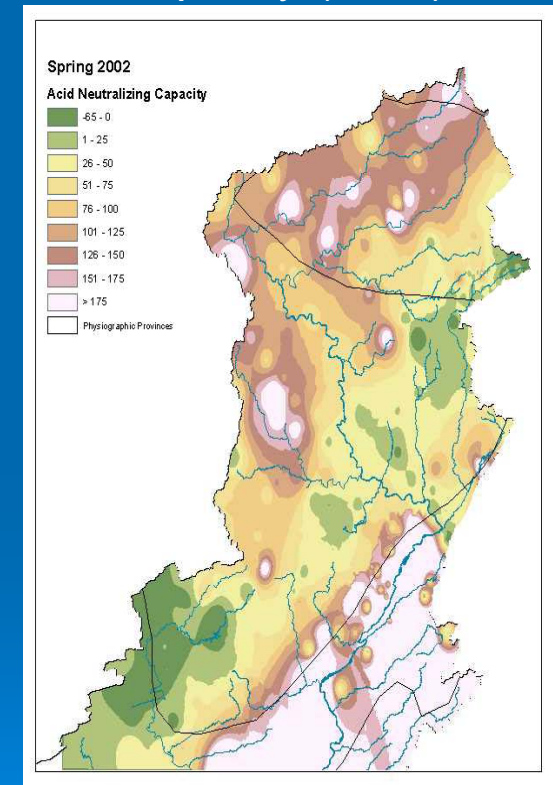 Spring 2002
Acid Neutralizing Capacity
-65 - 0
1 - 25
26 - 50
51 - 75
76 - 100
101 - 125
126 - 150
151 - 175
> 175
Physiographic Provinces